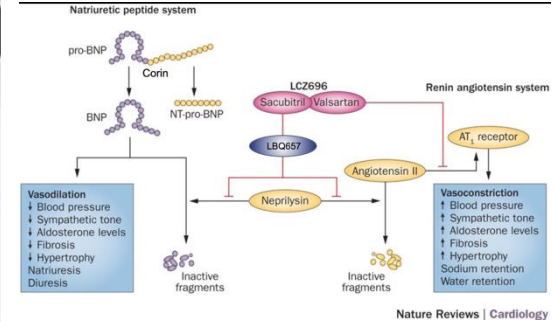 Natriuretic peptide system
pro-BNP
Corin
BNP
NT-pro-BNP
LCZ696
Sacubitril Valsartan
LBQ657
Renin angiotensin system
AT1 receptor
Angiotensin II
Neprilysin
Vasodilation
↓ Blood pressure
↓ Sympathetic tone
↓ Aldosterone levels
↓ Fibrosis
↓ Hypertrophy
Natriuresis
Diuresis
Inactive
fragments
Inactive
fragments
Vasoconstriction
↑ Blood pressure
↑ Sympathetic tone
↑ Aldosterone levels
↑ Fibrosis
↑ Hypertrophy
Sodium retention
Water retention
Nature Reviews | Cardiology